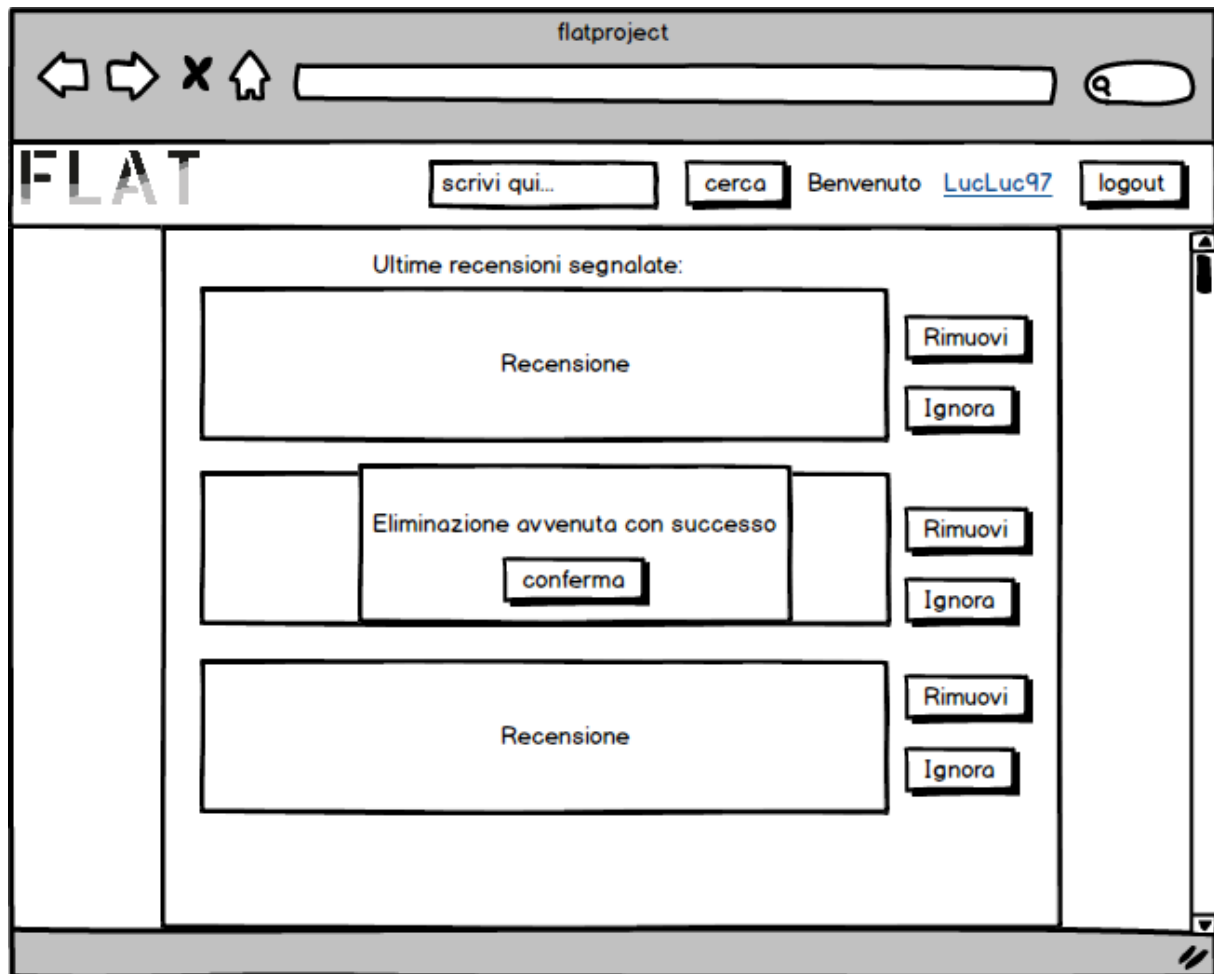 flatproject
FLAT
scrivi qui...
cerca
Benvenuto
LucLuc97
logout
Ultime recensioni segnalate:
Recensione
Rimuovi
Ignora
Eliminazione avvenuta con successo
conferma
Rimuovi
Ignora
Recensione
Rimuovi
Ignora